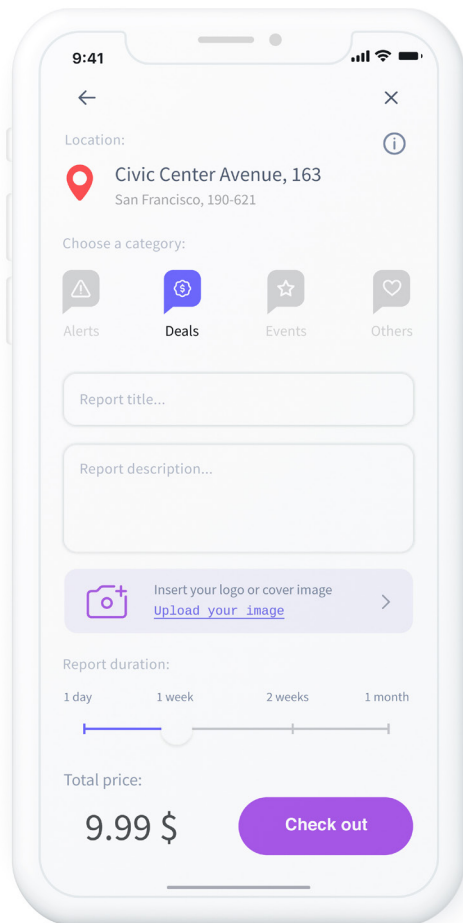 9:41
Location:
Civic Center Avenue, 163
San Francisco, 190-621
Choose a category:
Alerts Deals Events Others
Report title...
Report description...
Insert your logo or cover image
Upload your image
Report duration:
1 day 1 week 2 weeks 1 month
Total price:
9.99 $ Check out